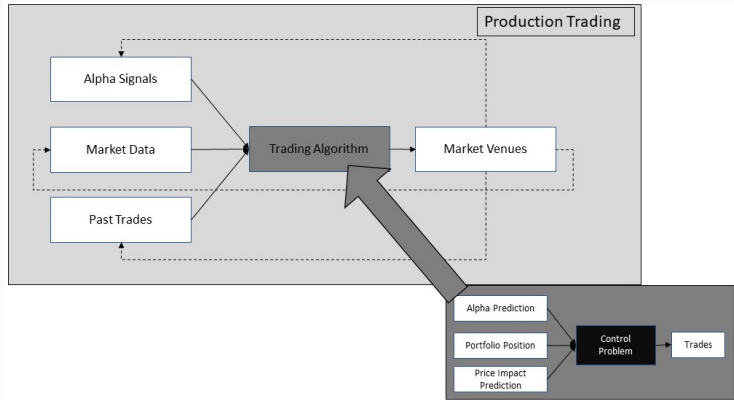 Production Trading
Alpha Signals
Market Data
Trading Algorithm
Market Venues
Past Trades
Alpha Prediction
Portfolio Position
Control
Problem
Trades
Price Impact
Prediction